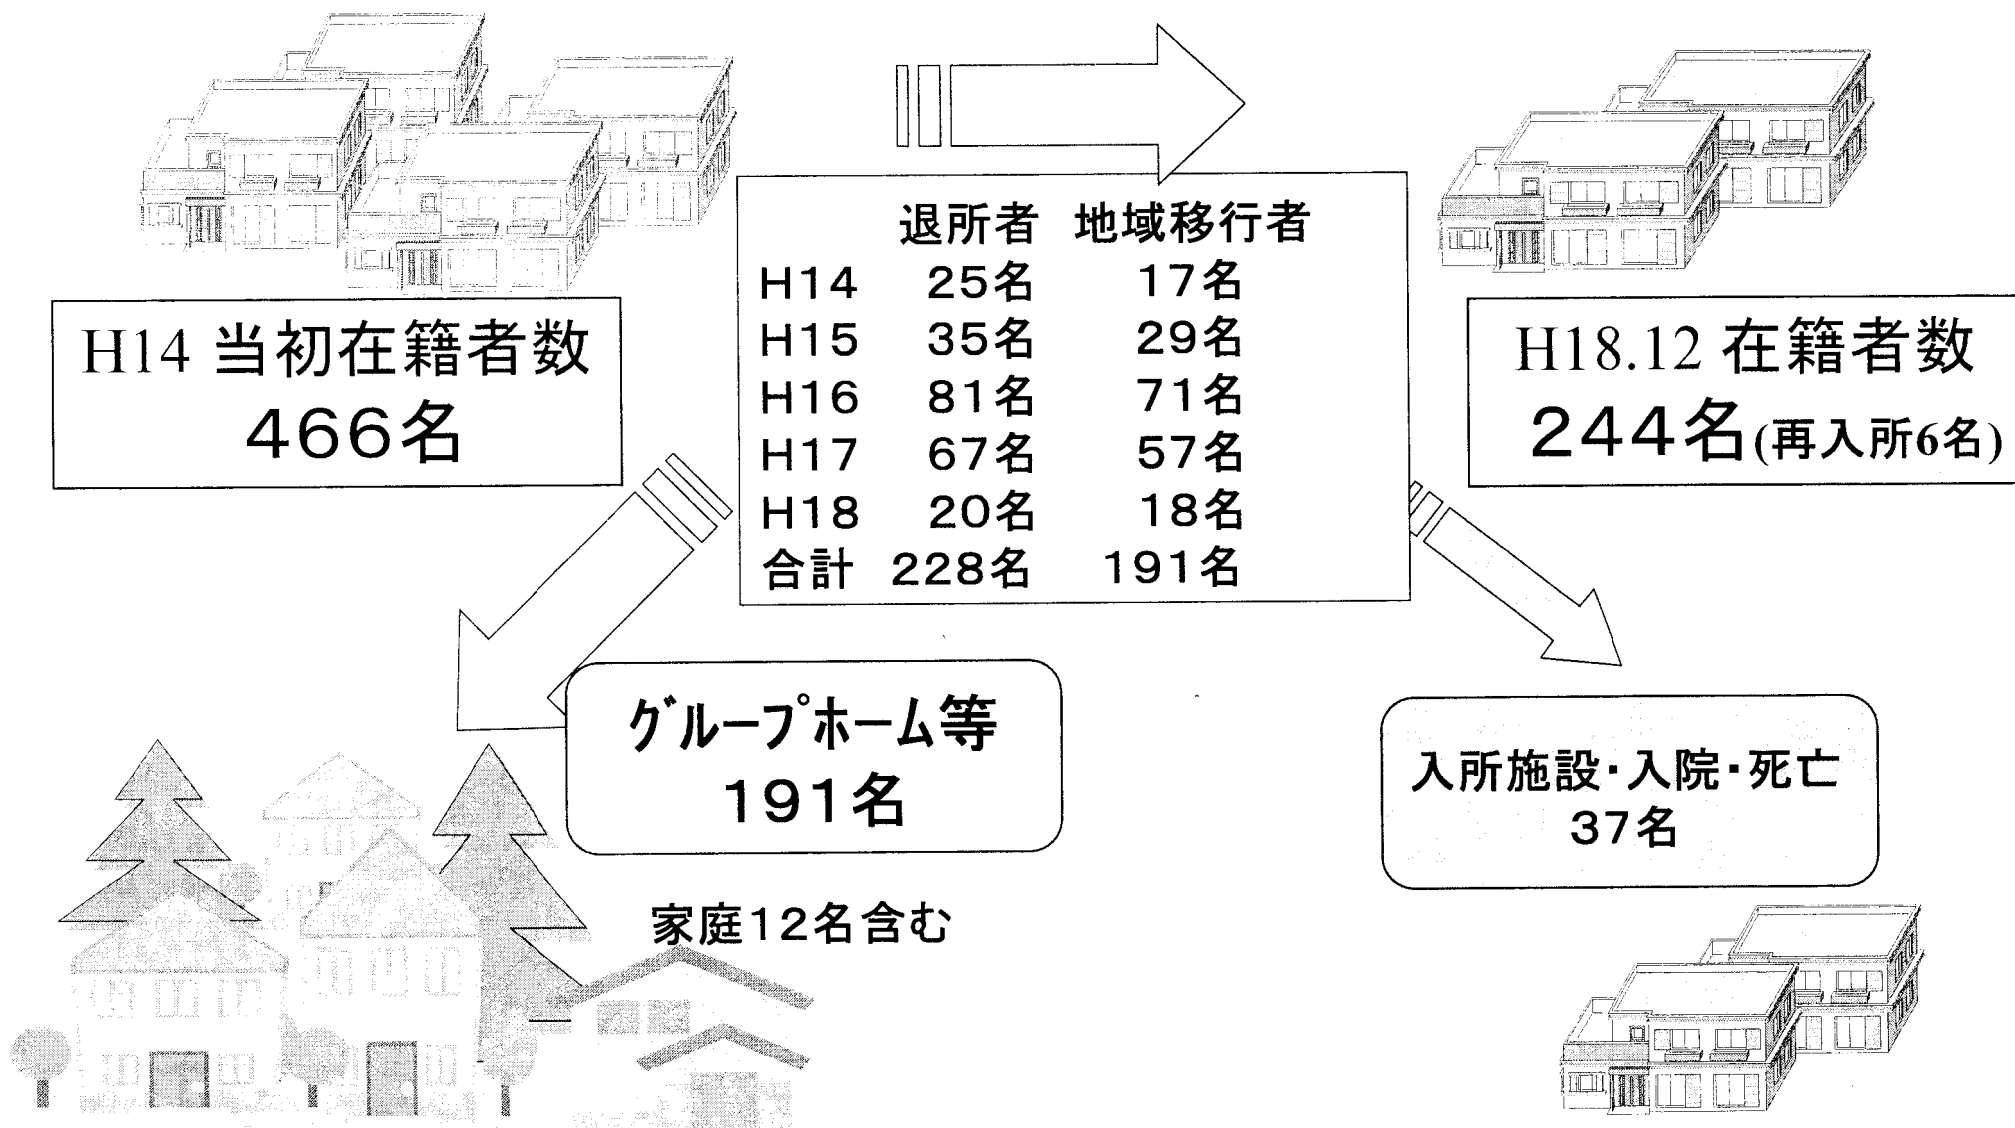 H14 当初在籍者数
466名
退所者 地域移行者
H14 25名 17名
H15 35名 29名
H16 81名 71名
H17 67名 57名
H18 20名 18名
合計 228名 191名
H18.12 在籍者数
244名(再入所6名)
グループホーム等
191名
家庭12名含む
入所施設・入院・死亡
37名